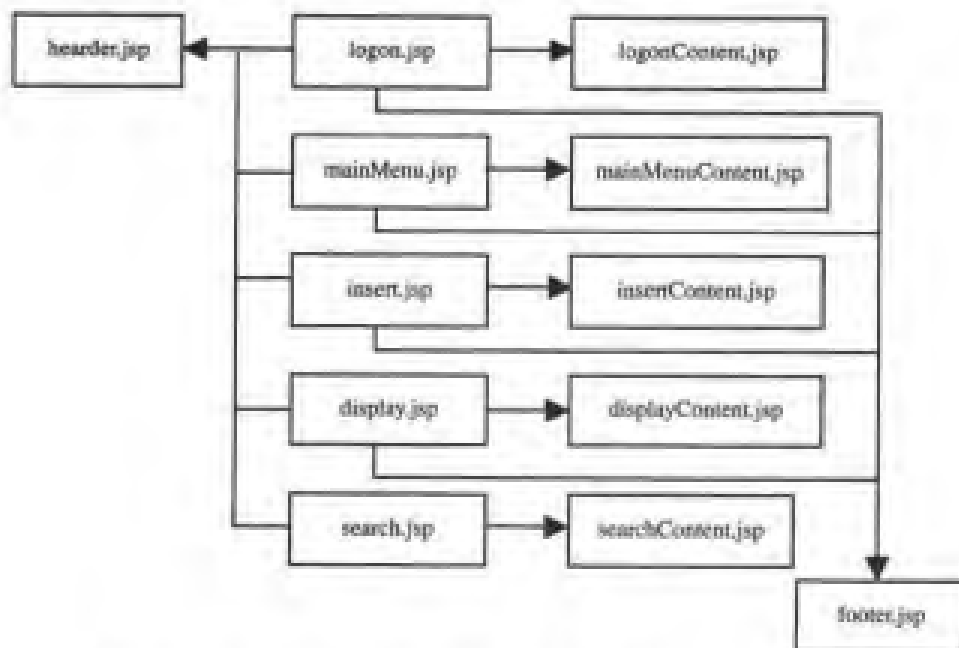 hearder.jsp
logon.jsp
logonContent.jsp
mainMenu.jsp
mainMenuContent.jsp
insert.jsp
insertContent.jsp
display.jsp
displayContent.jsp
search.jsp
searchContent.jsp
footer.jsp